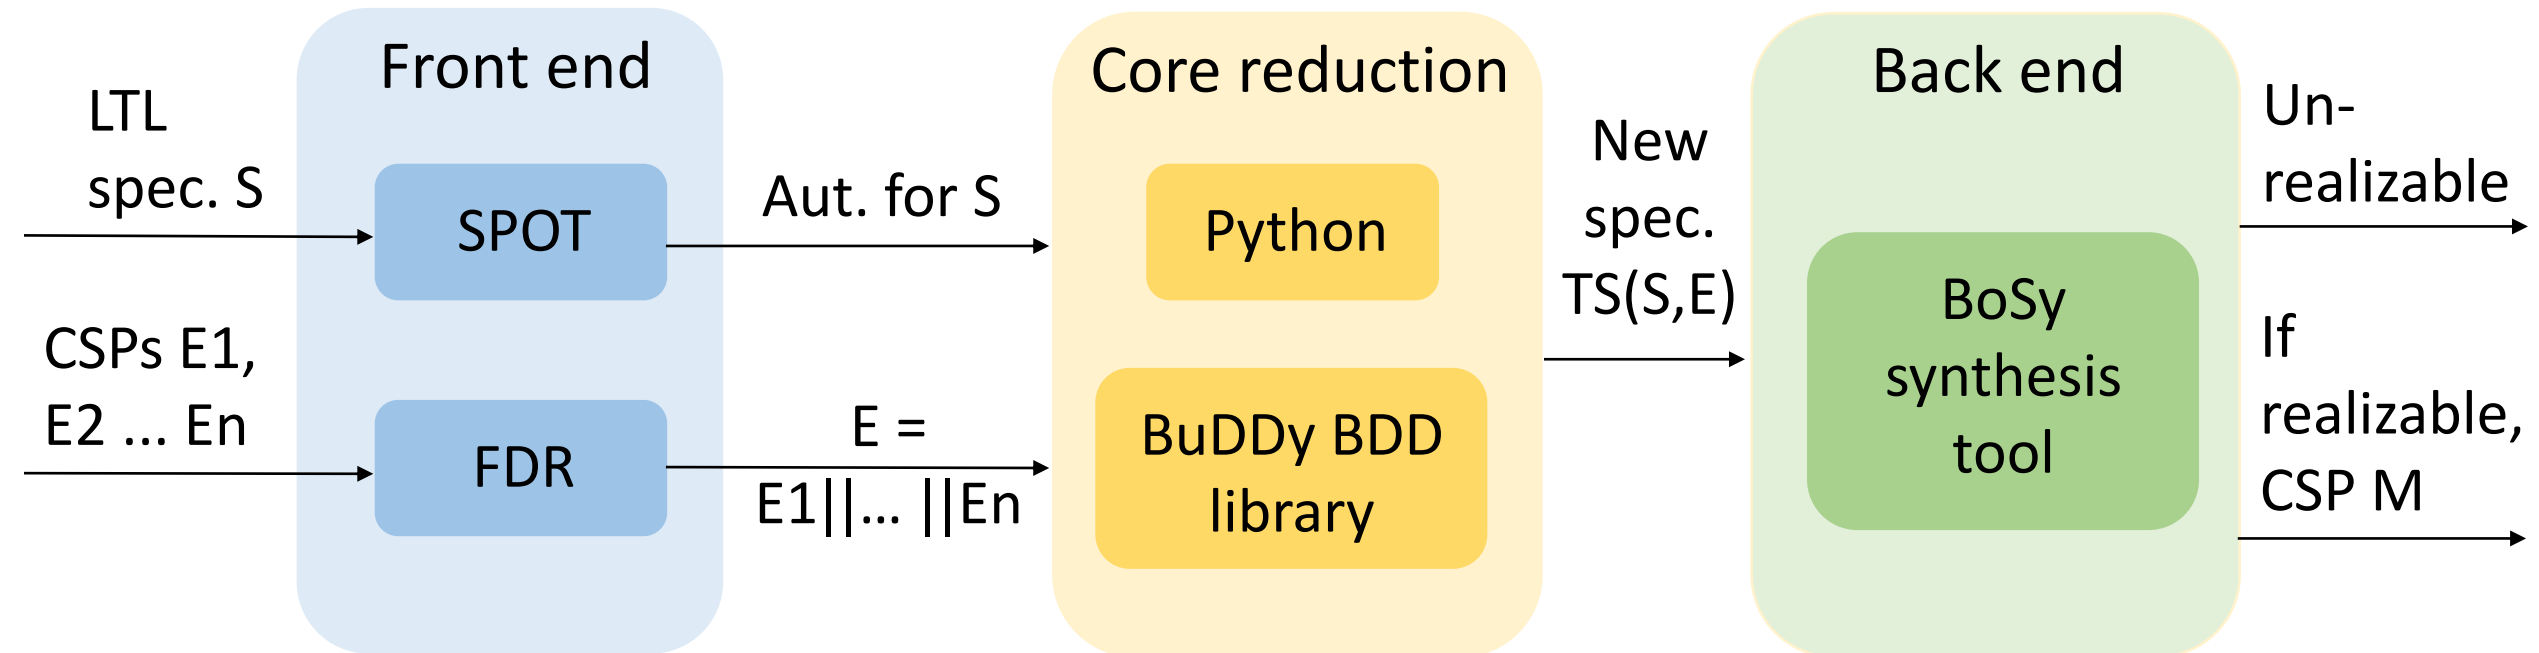 LTL
spec. S
CSPs E1,
E2 ... En
Front end
SPOT
FDR
Aut. for S
E =
E1||... ||En
Core reduction
Python
BuDDy BDD
library
New
spec.
TS(S,E)
Back end
BoSy
synthesis
tool
Un-
realizable
If
realizable,
CSP M